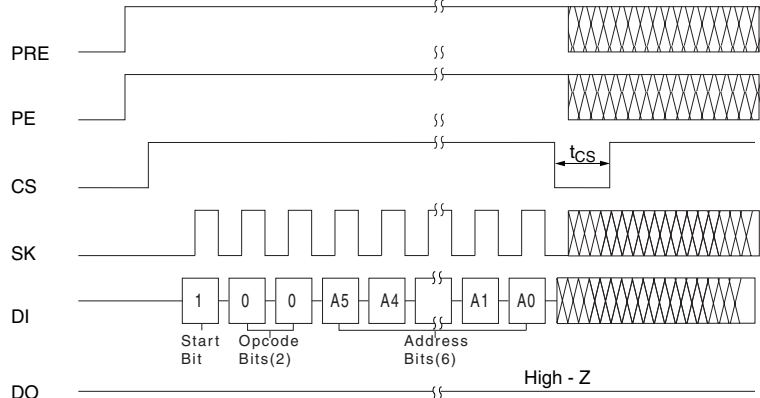 PRE
PE
CS
tCS
SK
DI
1 0 0 A5 A4 A1 A0
Start Opcode Address
Bit Bits(2) Bits(6)
High - Z
DO